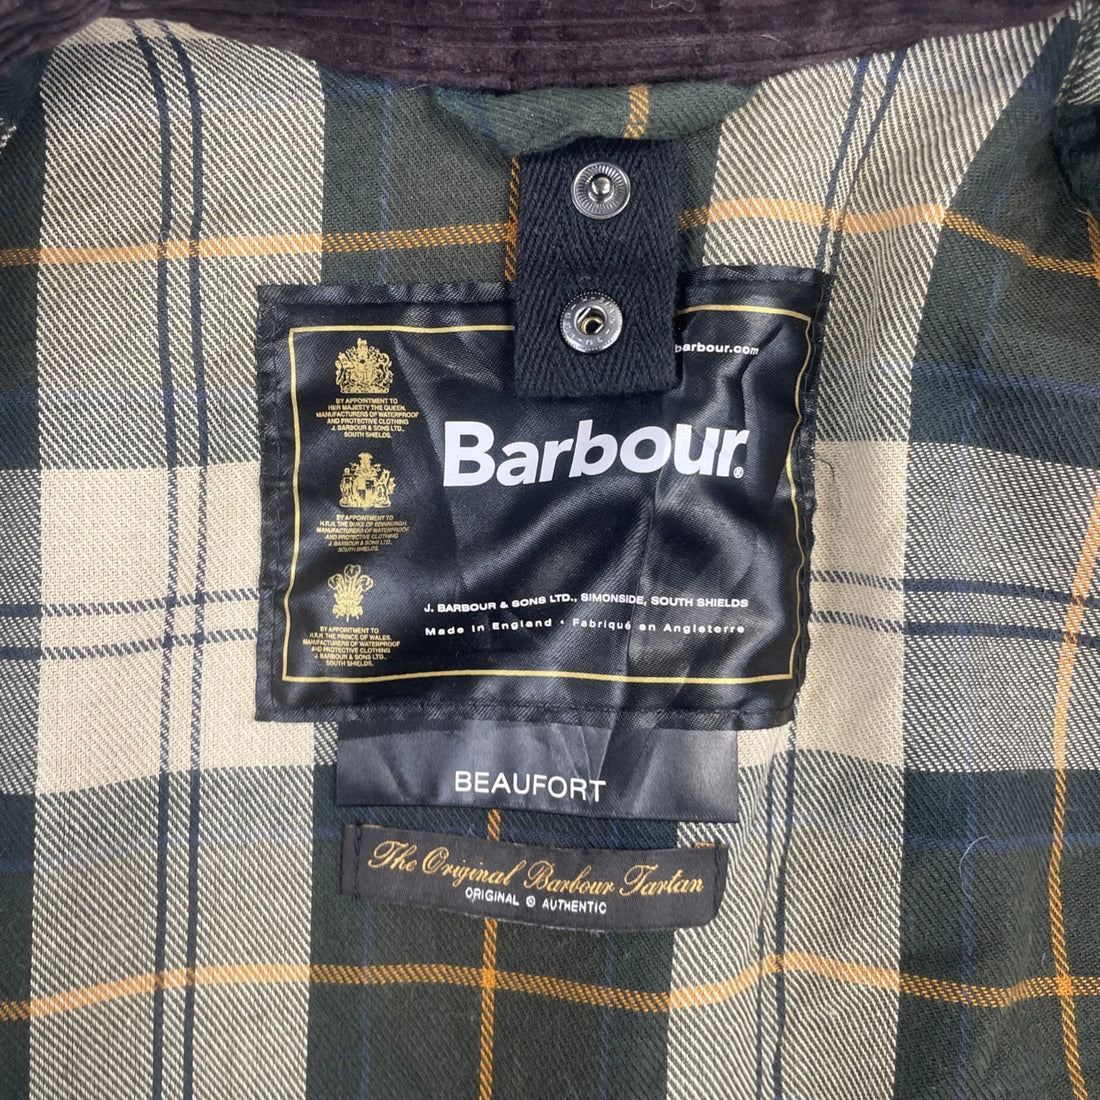 barbour.com
BY APPOINTMENT TO
HER MAJESTY THE QUEEN.
MANUFACTURERS OF WATERPROOF
AND PROTECTIVE CLOTHING
J. BARBOUR & SONS LTD.
SOUTH SHIELDS.
BY APPOINTMENT TO
H.R.H. THE DUKE OF EDINBURGH
MANUFACTURERS OF WATERPROOF
AND PROTECTIVE CLOTHING
J. BARBOUR & SONS LTD.,
SOUTH SHIELDS
BY APPOINTMENT TO
H.R.H. THE PRINCE OF WALES.
MANUFACTURERS OF WATERPROOF
AND PROTECTIVE CLOTHING
J. BARBOUR & SONS LTD..
SOUTH SHIELDS.
Barbour®
J. BARBOUR & SONS LTD., SIMONSIDE, SOUTH SHIELDS
Made in England • Fabriqué en Angleterre
BEAUFORT
The Original Barbour Tartan
ORIGINAL & AUTHENTIC